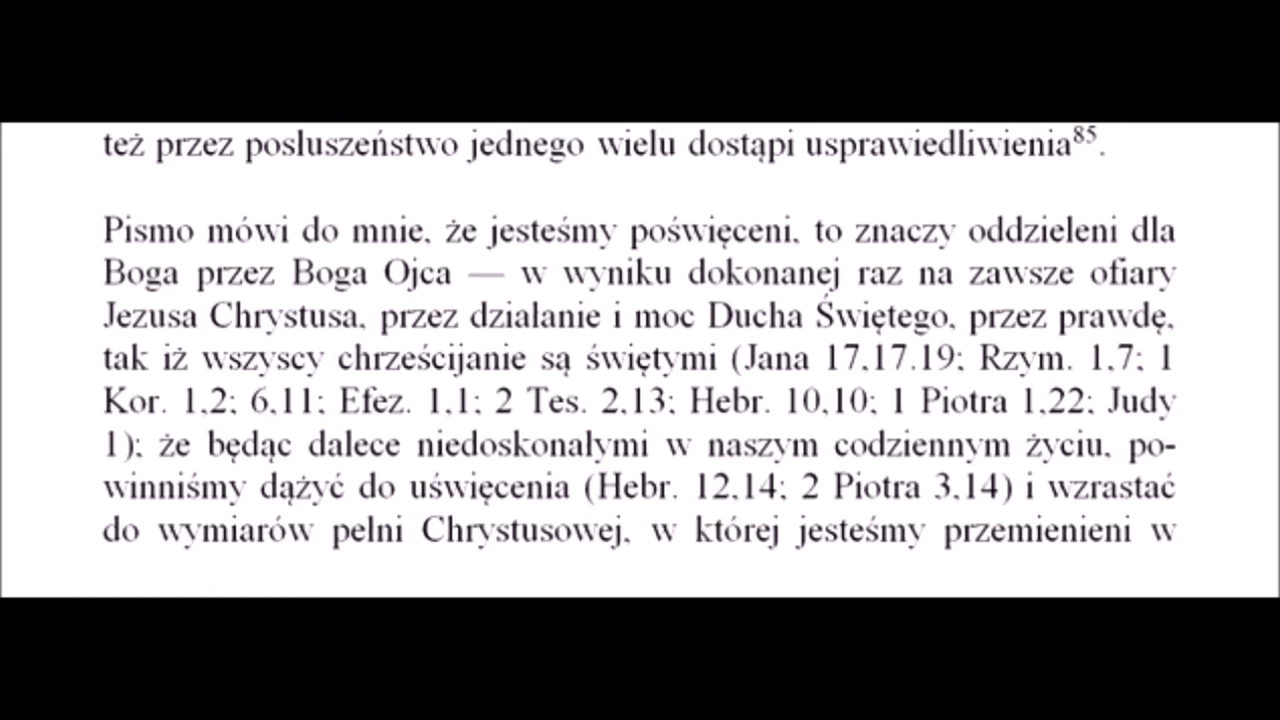 też przez posłuszeństwo jednego wielu dostąpi usprawiedliwienia⁸⁵.
Pismo mówi do mnie, że jesteśmy poświęceni, to znaczy oddzieleni dla
Boga przez Boga Ojca — w wyniku dokonanej raz na zawsze ofiary
Jezusa Chrystusa, przez działanie i moc Ducha Świętego, przez prawdę,
tak iż wszyscy chrześcijanie są świętymi (Jana 17,17.19; Rzym. 1,7; 1
Kor. 1,2; 6,11; Efez. 1,1; 2 Tes. 2,13; Hebr. 10,10; 1 Piotra 1,22; Judy
1); że będąc dalece niedoskonałymi w naszym codziennym życiu, po-
winniśmy dążyć do uświęcenia (Hebr. 12,14; 2 Piotra 3,14) i wzrastać
do wymiarów pełni Chrystusowej, w której jesteśmy przemienieni w